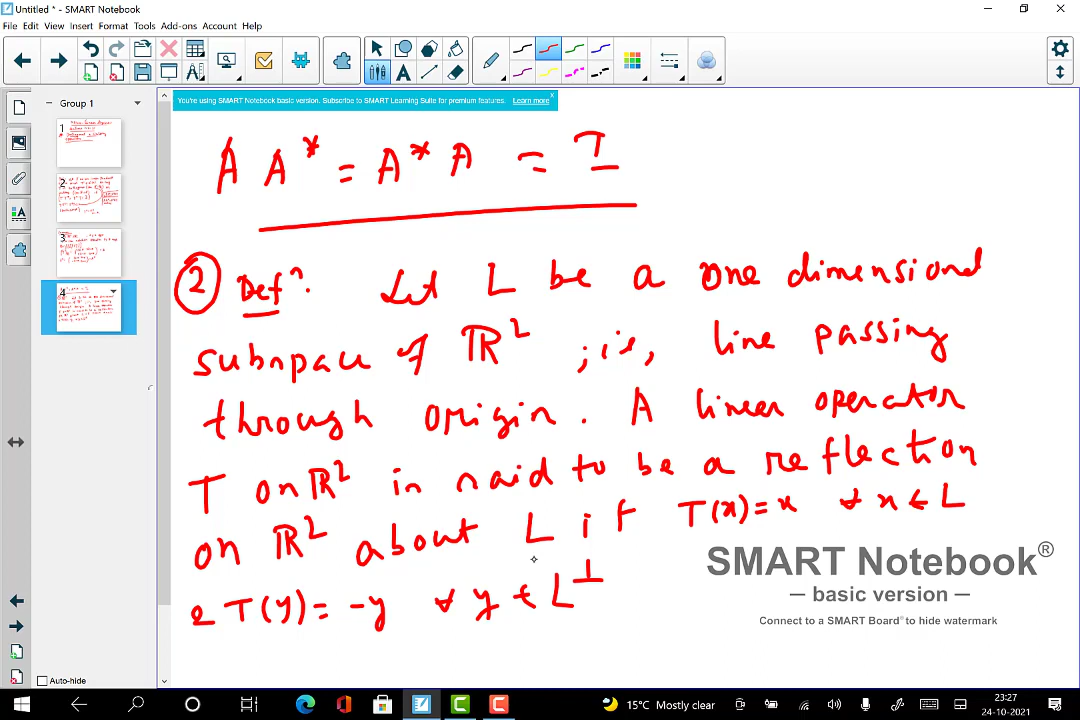 Untitled * - SMART Notebook
File Edit View Insert Format Tools Add-ons Account Help
Group 1
You're using SMART Notebook basic version. Subscribe to SMART Learning Suite for premium features. Learn more x
1
2
3
4
A A* = A* A = I
② Defⁿ. Let L be a one dimensional
subspace of ℝ² ; i.e., line passing
through origin. A linear operator
T on ℝ² is said to be a reflection
on ℝ² about L if T(x) = x ∀ x ∈ L
& T(y) = -y ∀ y ∈ L⊥
SMART Notebook®
— basic version —
Connect to a SMART Board® to hide watermark
Auto-hide
15°C Mostly clear
23:27
24-10-2021